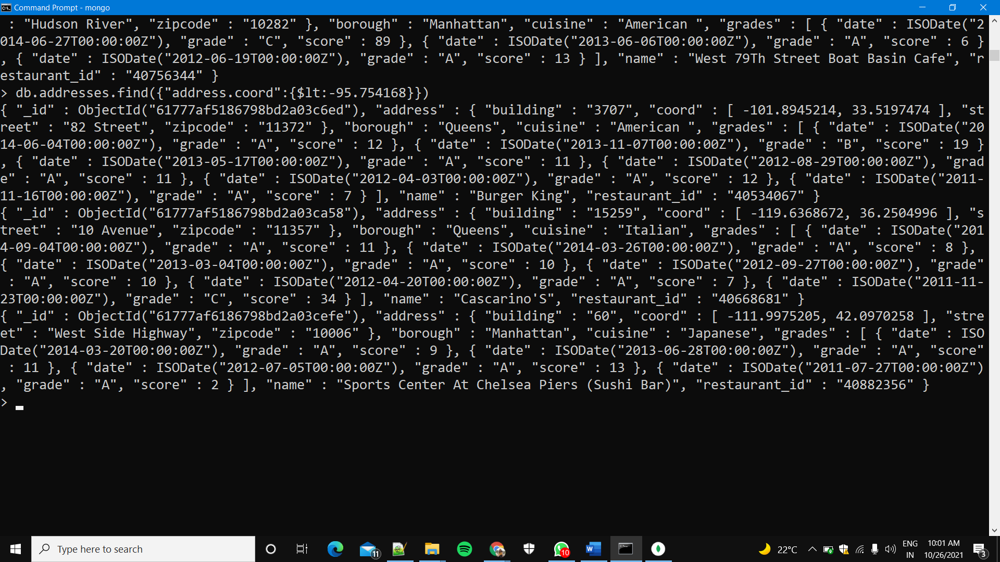 Command Prompt - mongo
 : "Hudson River", "zipcode" : "10282" }, "borough" : "Manhattan", "cuisine" : "American ", "grades" : [ { "date" : ISODate("2
014-06-27T00:00:00Z"), "grade" : "C", "score" : 89 }, { "date" : ISODate("2013-06-06T00:00:00Z"), "grade" : "A", "score" : 6 }
, { "date" : ISODate("2012-06-19T00:00:00Z"), "grade" : "A", "score" : 13 } ], "name" : "West 79Th Street Boat Basin Cafe", "r
estaurant_id" : "40756344" }
> db.addresses.find({"address.coord":{$lt:-95.754168}})
{ "_id" : ObjectId("61777af5186798bd2a03c6ed"), "address" : { "building" : "3707", "coord" : [ -101.8945214, 33.5197474 ], "st
reet" : "82 Street", "zipcode" : "11372" }, "borough" : "Queens", "cuisine" : "American ", "grades" : [ { "date" : ISODate("20
14-06-04T00:00:00Z"), "grade" : "A", "score" : 12 }, { "date" : ISODate("2013-11-07T00:00:00Z"), "grade" : "B", "score" : 19 }
, { "date" : ISODate("2013-05-17T00:00:00Z"), "grade" : "A", "score" : 11 }, { "date" : ISODate("2012-08-29T00:00:00Z"), "grad
e" : "A", "score" : 11 }, { "date" : ISODate("2012-04-03T00:00:00Z"), "grade" : "A", "score" : 12 }, { "date" : ISODate("2011-
11-16T00:00:00Z"), "grade" : "A", "score" : 7 } ], "name" : "Burger King", "restaurant_id" : "40534067" }
{ "_id" : ObjectId("61777af5186798bd2a03ca58"), "address" : { "building" : "15259", "coord" : [ -119.6368672, 36.2504996 ], "s
treet" : "10 Avenue", "zipcode" : "11357" }, "borough" : "Queens", "cuisine" : "Italian", "grades" : [ { "date" : ISODate("201
4-09-04T00:00:00Z"), "grade" : "A", "score" : 11 }, { "date" : ISODate("2014-03-26T00:00:00Z"), "grade" : "A", "score" : 8 }, 
{ "date" : ISODate("2013-03-04T00:00:00Z"), "grade" : "A", "score" : 10 }, { "date" : ISODate("2012-09-27T00:00:00Z"), "grade"
 : "A", "score" : 10 }, { "date" : ISODate("2012-04-20T00:00:00Z"), "grade" : "A", "score" : 7 }, { "date" : ISODate("2011-11-
23T00:00:00Z"), "grade" : "C", "score" : 34 } ], "name" : "Cascarino'S", "restaurant_id" : "40668681" }
{ "_id" : ObjectId("61777af6186798bd2a03cefe"), "address" : { "building" : "60", "coord" : [ -111.9975205, 42.0970258 ], "stre
et" : "West Side Highway", "zipcode" : "10006" }, "borough" : "Manhattan", "cuisine" : "Japanese", "grades" : [ { "date" : ISO
Date("2014-03-20T00:00:00Z"), "grade" : "A", "score" : 9 }, { "date" : ISODate("2013-06-28T00:00:00Z"), "grade" : "A", "score"
 : 11 }, { "date" : ISODate("2012-07-05T00:00:00Z"), "grade" : "A", "score" : 13 }, { "date" : ISODate("2011-07-27T00:00:00Z")
, "grade" : "A", "score" : 2 } ], "name" : "Sports Center At Chelsea Piers (Sushi Bar)", "restaurant_id" : "40882356" }
>
Type here to search
11
10
22°C
ENG
IN
10:01 AM
10/26/2021
3